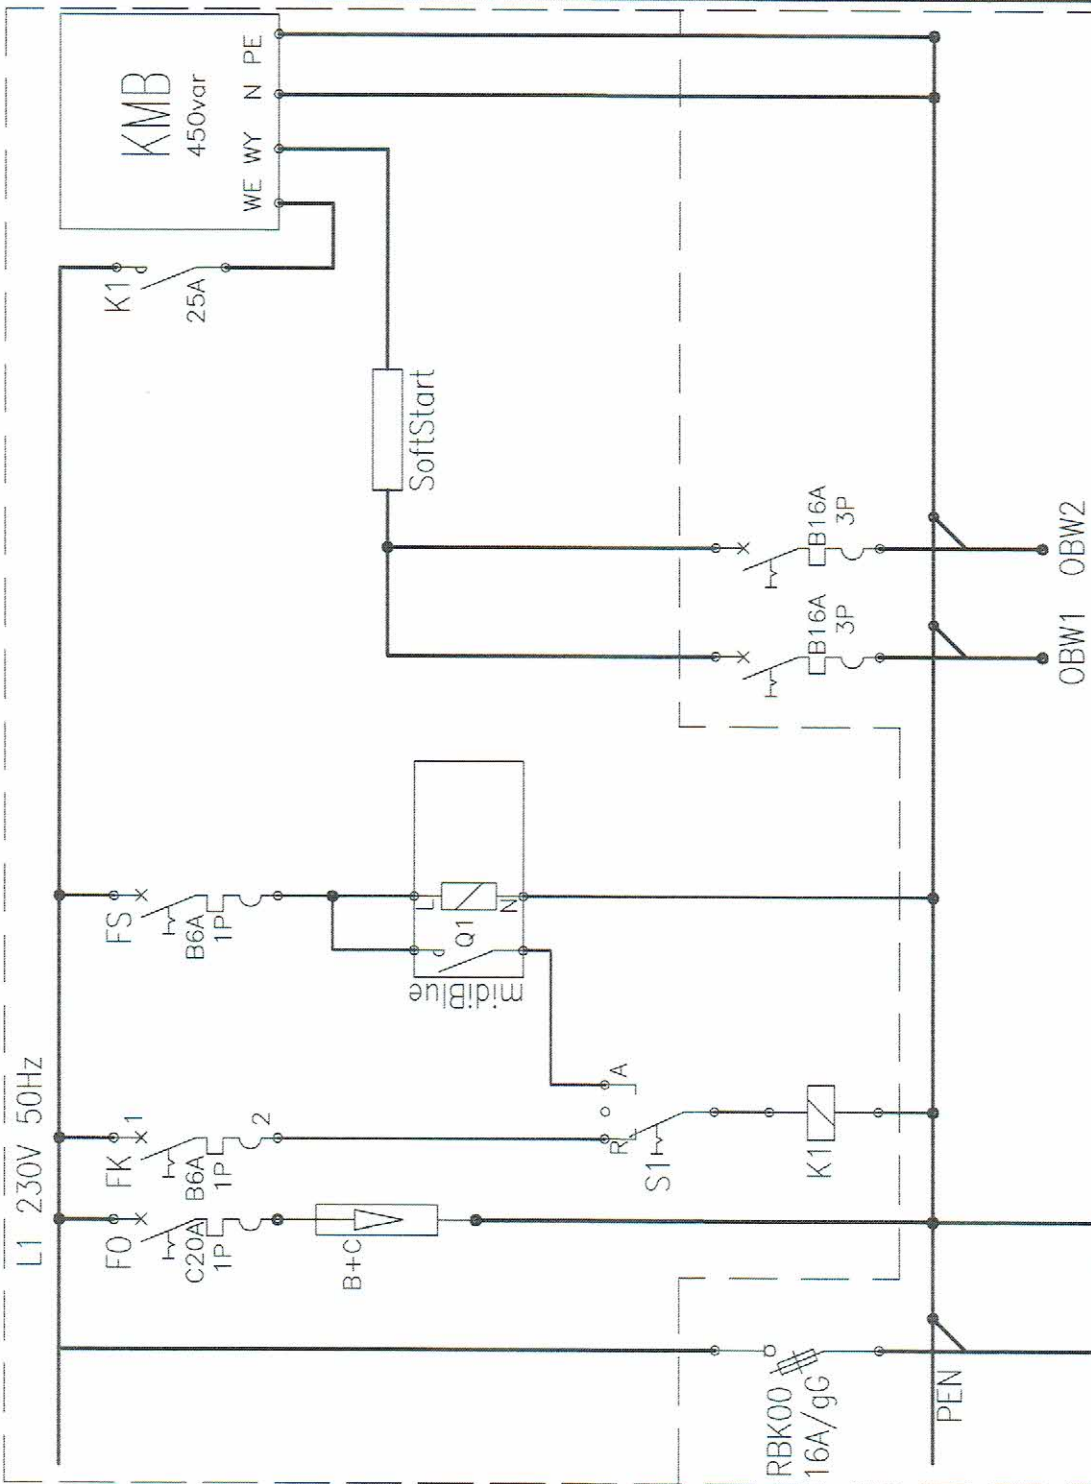 L1 230V 50Hz
FO
C20A
1P
B+C
FK
1
B6A
1P
2
FS
B6A
1P
K1
25A
KMB
450var
WE WY N PE
SoftStart
midiBlue
Q1
L
N
R
A
S1
K1
RBK00
16A/gG
B16A
3P
B16A
3P
PEN
OBW1 OBW2